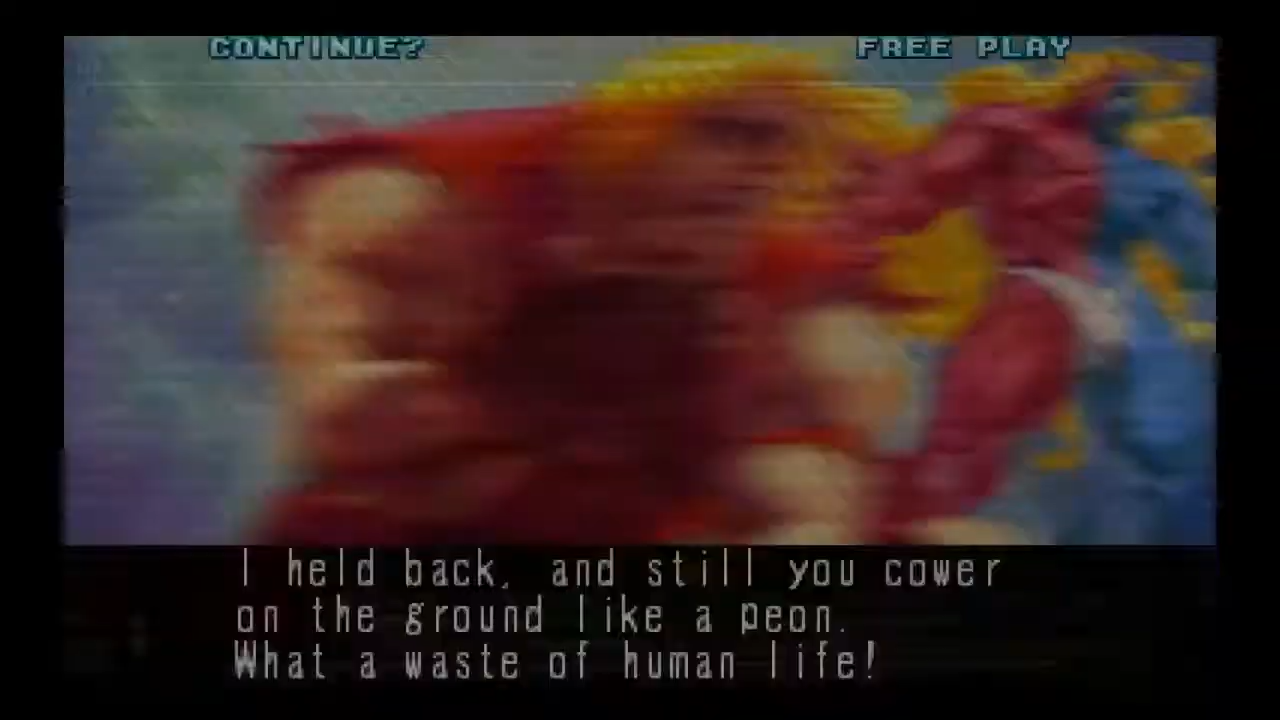 CONTINUE? FREE PLAY
I held back, and still you cower
on the ground like a peon.
What a waste of human life!